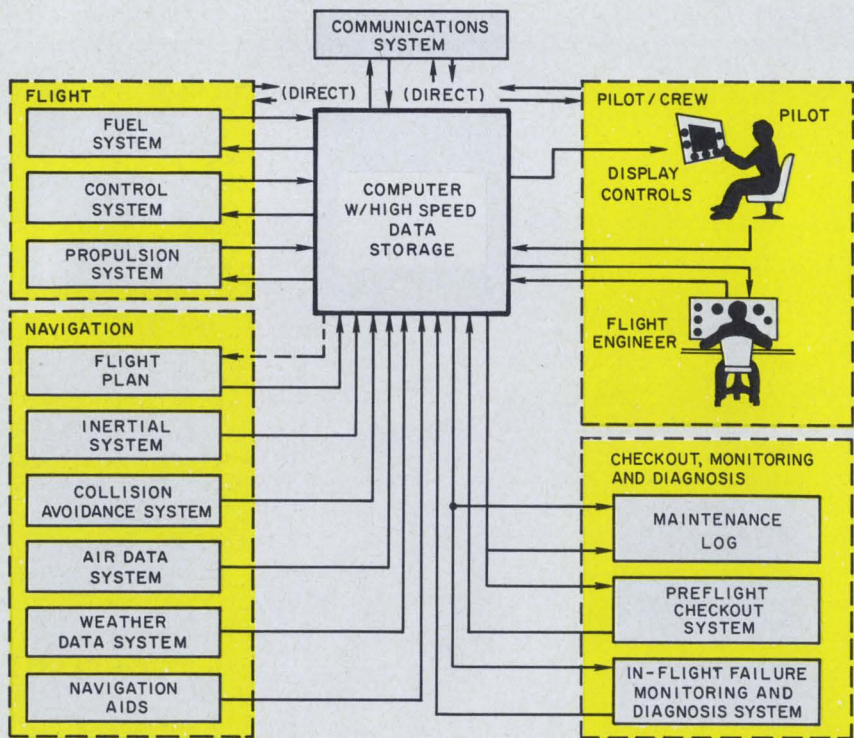 COMMUNICATIONS
SYSTEM
(DIRECT)
(DIRECT)
FLIGHT
FUEL
SYSTEM
CONTROL
SYSTEM
PROPULSION
SYSTEM
COMPUTER
W/HIGH SPEED
DATA
STORAGE
PILOT/CREW
PILOT
DISPLAY
CONTROLS
FLIGHT
ENGINEER
NAVIGATION
FLIGHT
PLAN
INERTIAL
SYSTEM
COLLISION
AVOIDANCE SYSTEM
AIR DATA
SYSTEM
WEATHER
DATA SYSTEM
NAVIGATION
AIDS
CHECKOUT, MONITORING
AND DIAGNOSIS
MAINTENANCE
LOG
PREFLIGHT
CHECKOUT
SYSTEM
IN-FLIGHT FAILURE
MONITORING AND
DIAGNOSIS SYSTEM